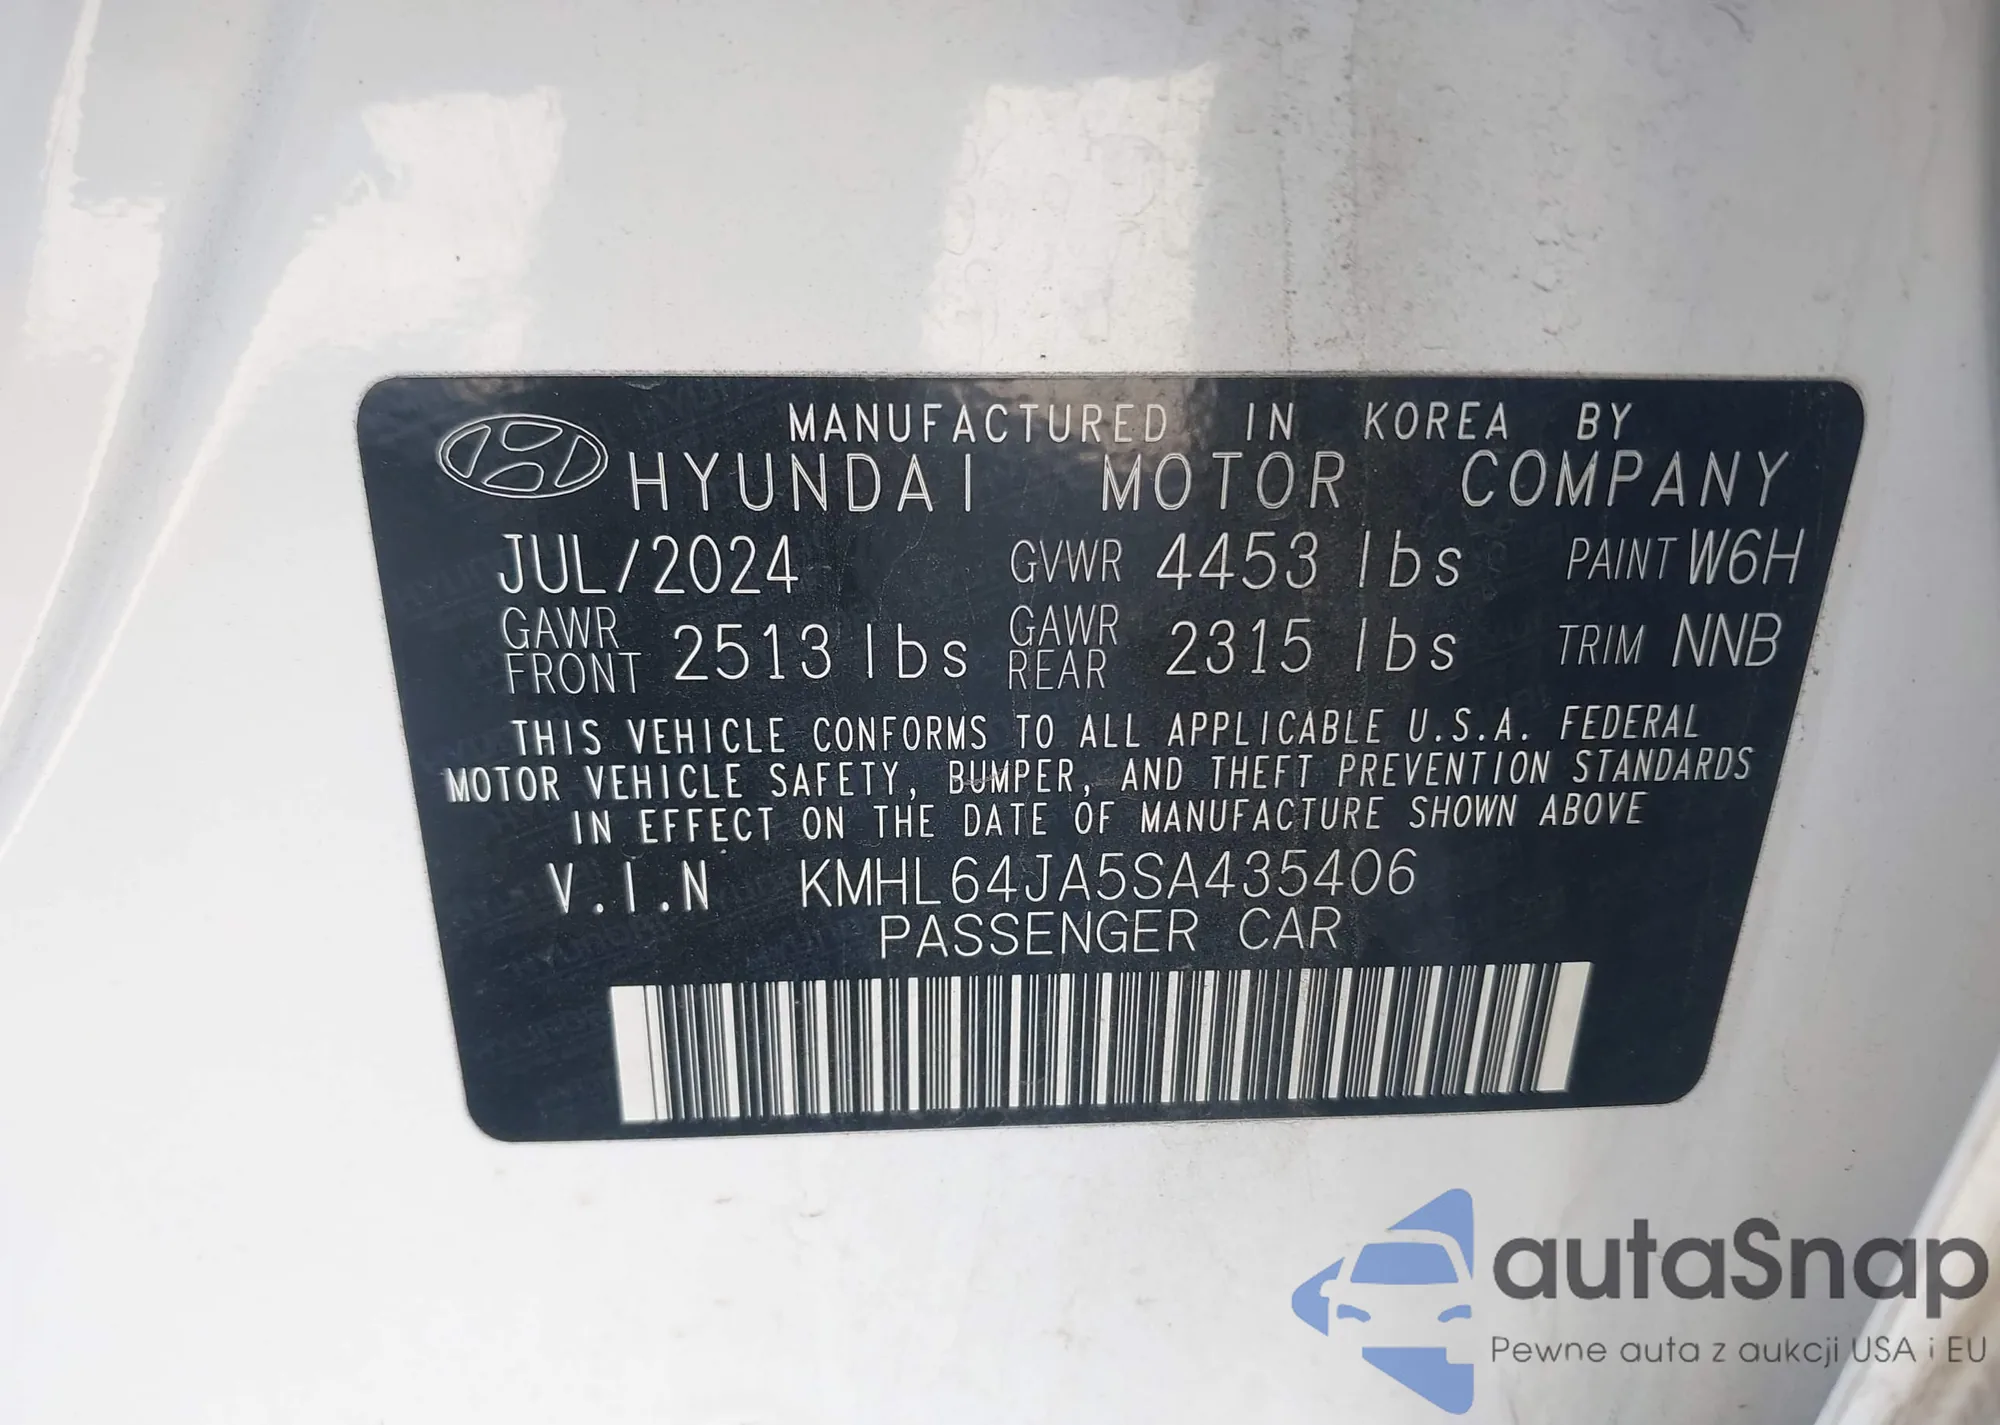 MANUFACTURED IN KOREA BY
HYUNDAI MOTOR COMPANY
JUL/2024 GVWR 4453 lbs PAINT W6H
GAWR FRONT 2513 lbs GAWR REAR 2315 lbs TRIM NNB
THIS VEHICLE CONFORMS TO ALL APPLICABLE U.S.A. FEDERAL
MOTOR VEHICLE SAFETY, BUMPER, AND THEFT PREVENTION STANDARDS
IN EFFECT ON THE DATE OF MANUFACTURE SHOWN ABOVE
V.I.N KMHL64JA5SA435406
PASSENGER CAR
autaSnap
Pewne auta z aukcji USA i EU